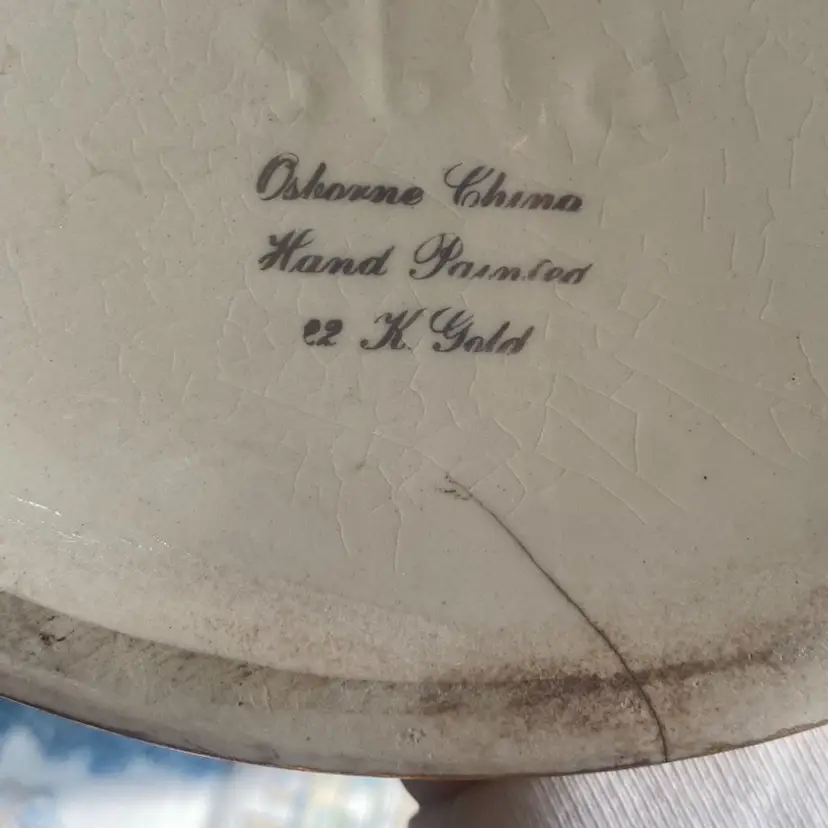 Osborne China
Hand Painted
22 K. Gold